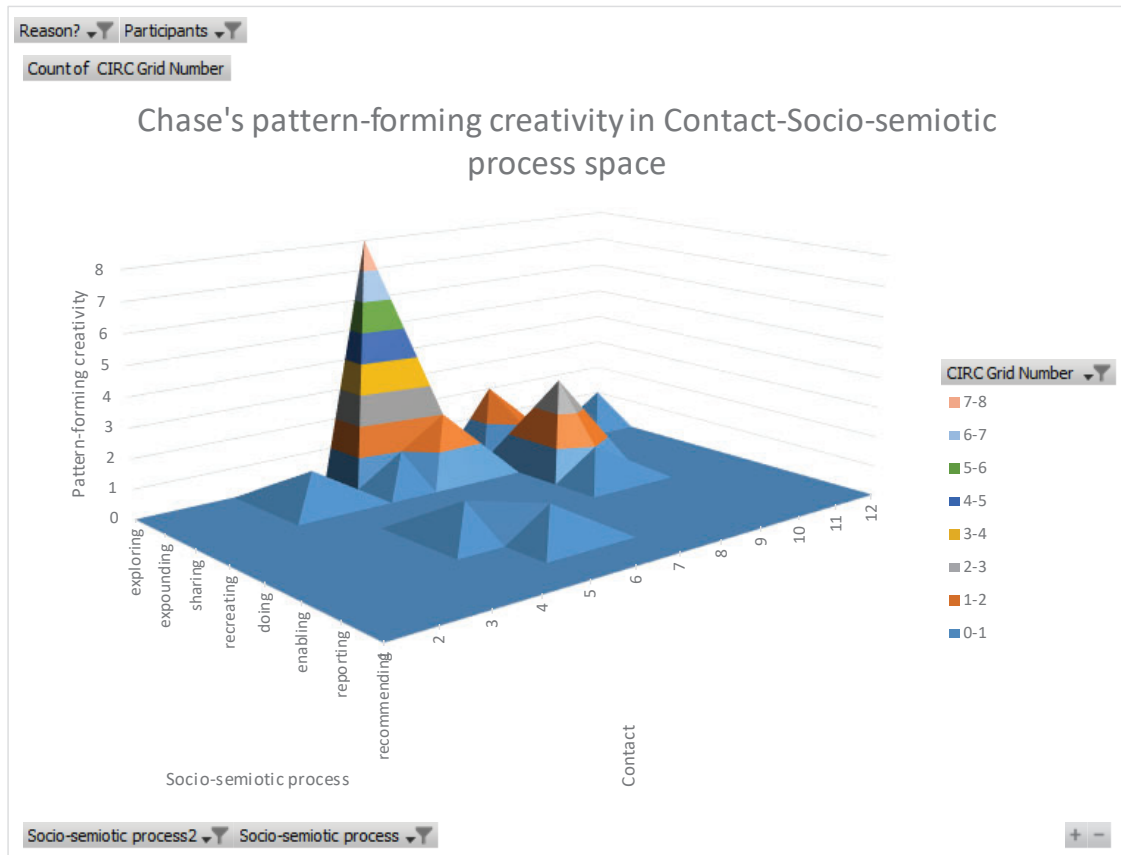 Reason? Participants
Count of CIRC Grid Number
Chase's pattern-forming creativity in Contact-Socio-semiotic
process space
Pattern-forming creativity
8
7
6
5
4
3
2
1
0
exploring
expounding
sharing
recreating
doing
enabling
reporting
recommending
Socio-semiotic process
1
2
3
4
5
6
7
8
9
10
11
12
Contact
CIRC Grid Number
7-8
6-7
5-6
4-5
3-4
2-3
1-2
0-1
Socio-semiotic process2 Socio-semiotic process
+ −